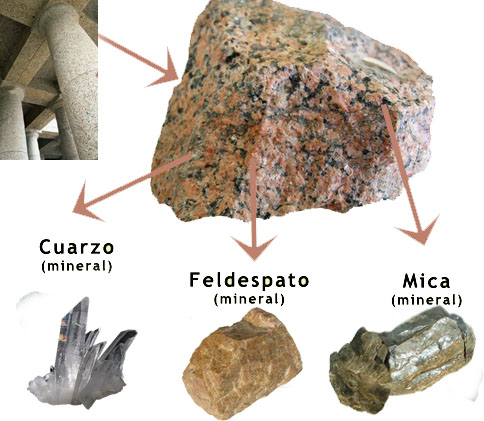 Cuarzo
(mineral)
Feldespato
(mineral)
Mica
(mineral)